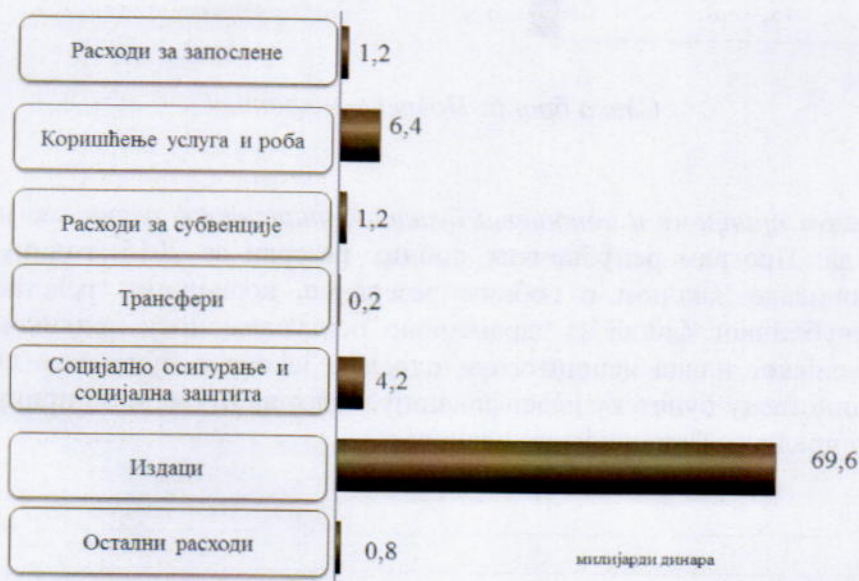 Расходи за запослене
1,2
Коришћење услуга и роба
6,4
Расходи за субвенције
1,2
Трансфери
0,2
Социјално осигурање и
социјална заштита
4,2
Издаци
69,6
Остални расходи
0,8
милијарди динара